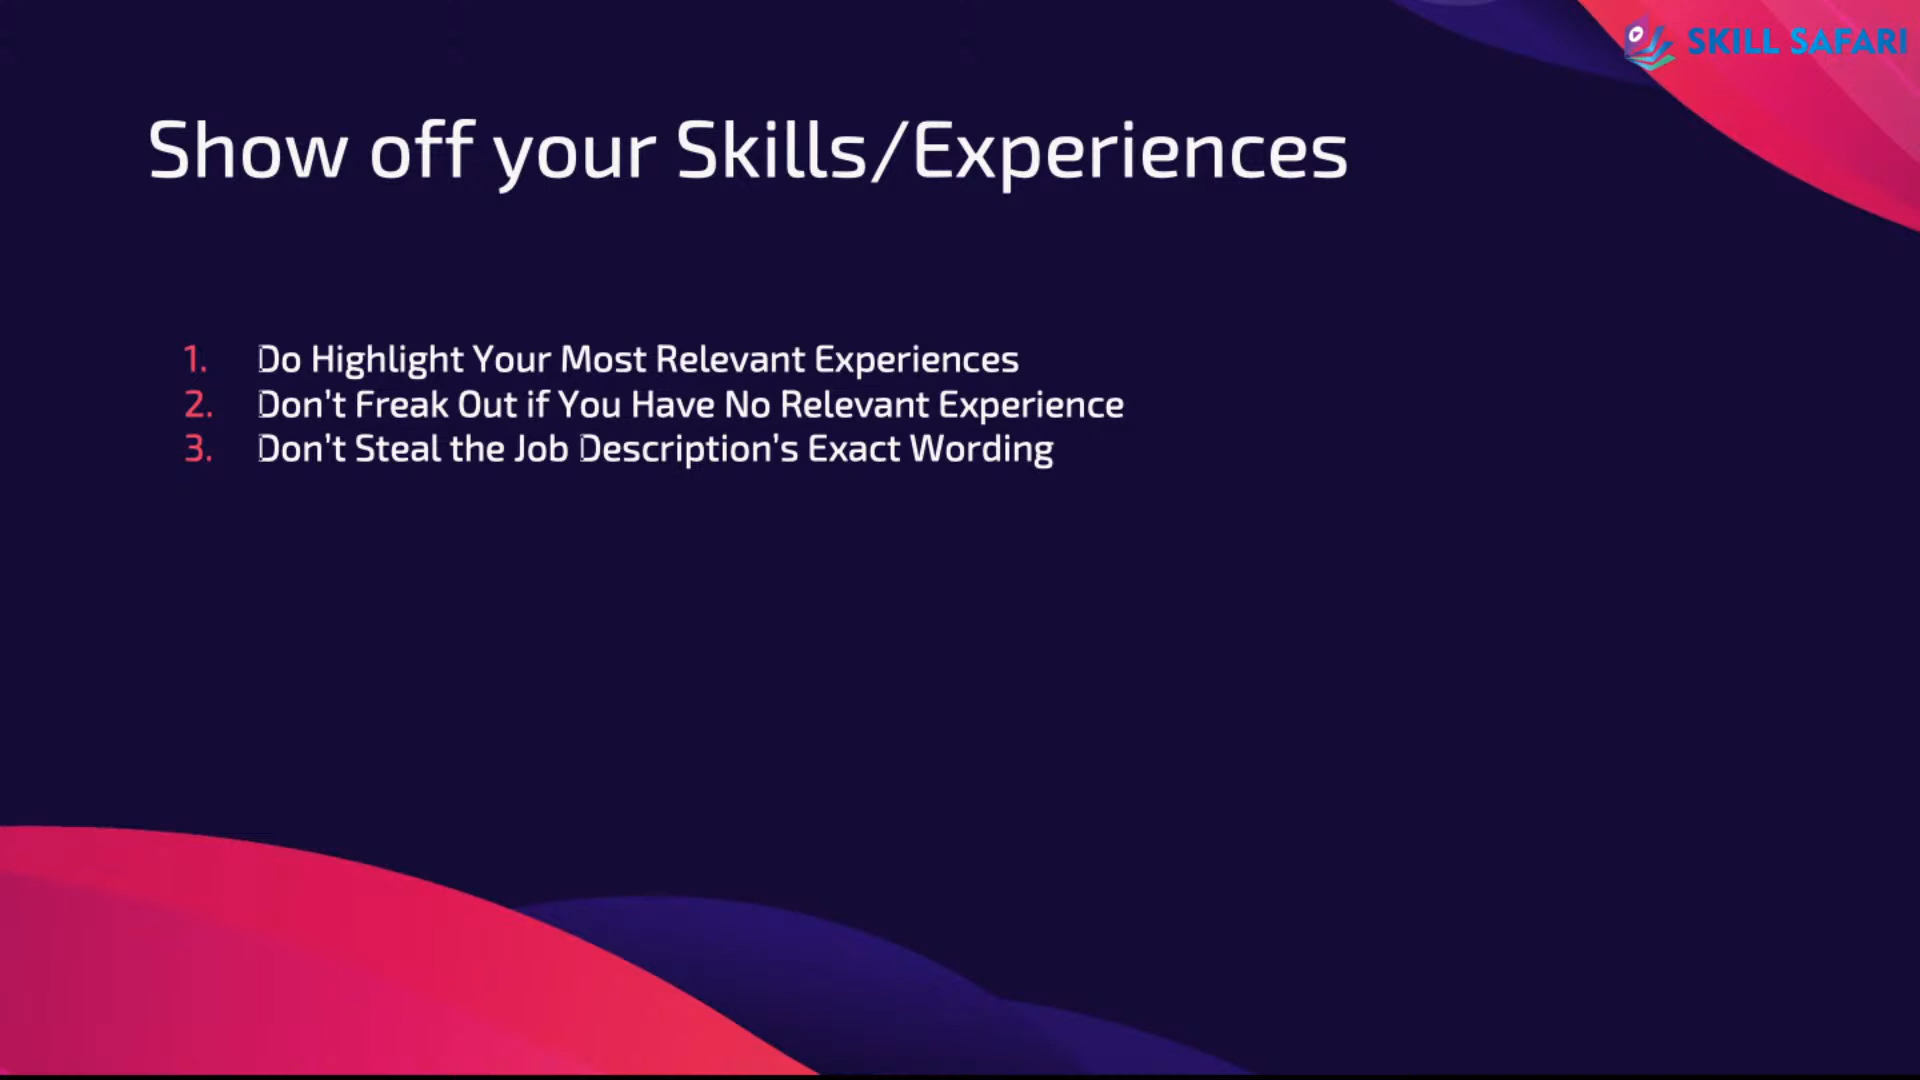 SKILL SAFARI
Show off your Skills/Experiences
1. Do Highlight Your Most Relevant Experiences
2. Don’t Freak Out if You Have No Relevant Experience
3. Don’t Steal the Job Description’s Exact Wording